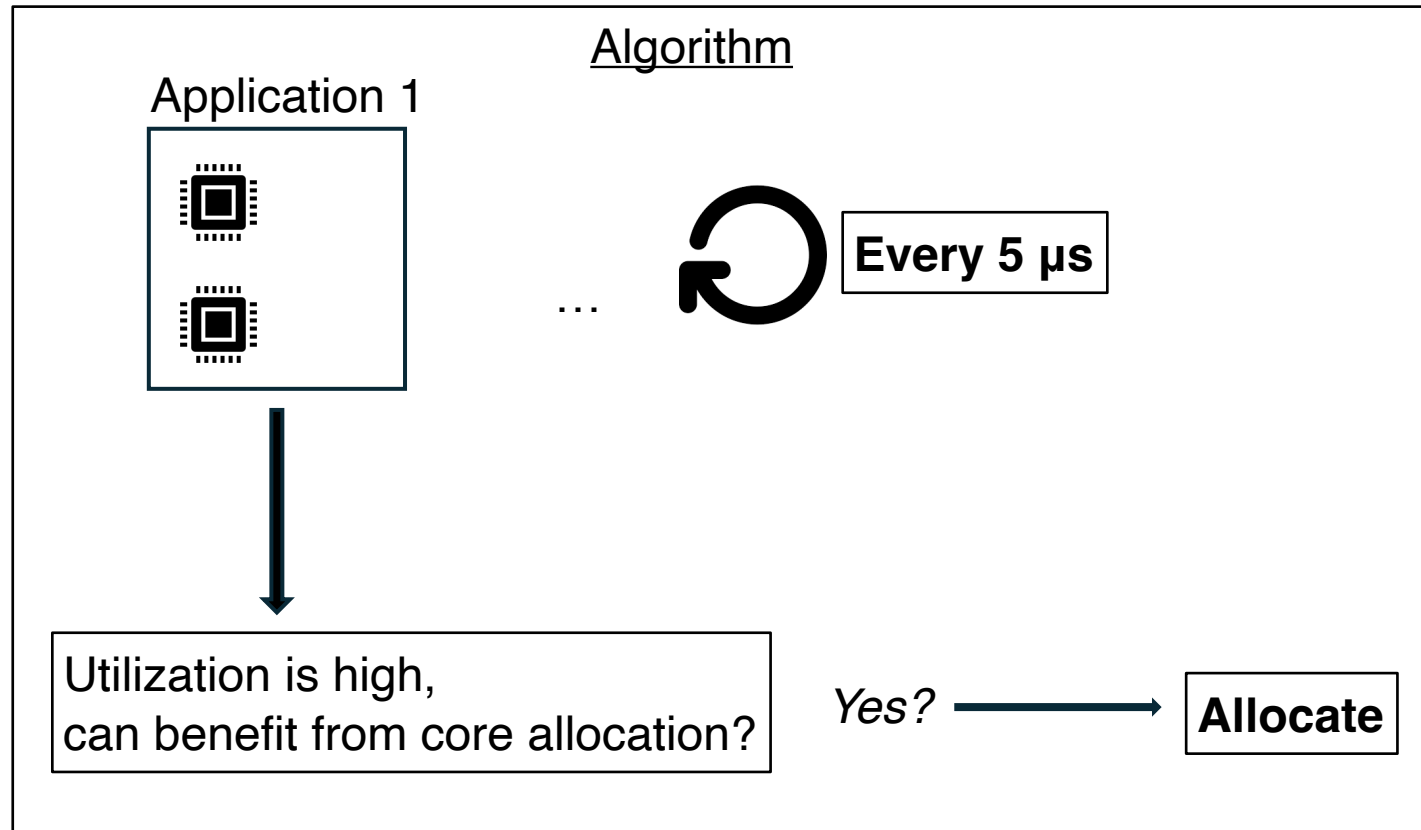 Algorithm
Application 1
Every 5 µs
…
Utilization is high,
can benefit from core allocation?
Yes?
Allocate